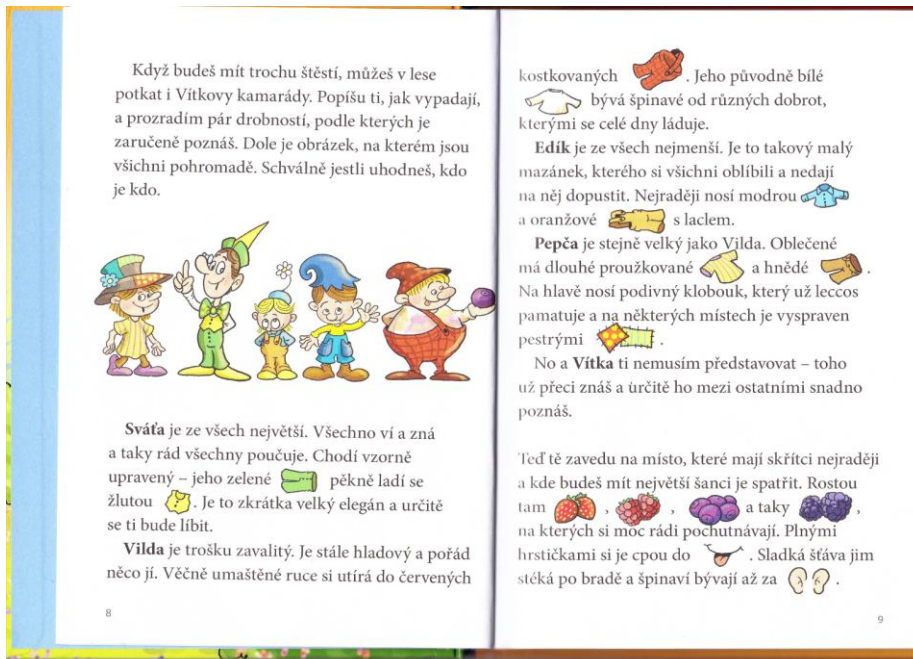 Když budeš mít trochu štěstí, můžeš v lese
potkat i Vítkovy kamarády. Popíšu ti, jak vypadají,
a prozradím pár drobností, podle kterých je
zaručeně poznáš. Dole je obrázek, na kterém jsou
všichni pohromadě. Schválně jestli uhodneš, kdo
je kdo.
Sváťa je ze všech největší. Všechno ví a zná
a taky rád všechny poučuje. Chodí vzorně
upravený – jeho zelené pěkně ladí se
žlutou . Je to zkrátka velký elegán a určitě
se ti bude líbit.
Vilda je trošku zavalitý. Je stále hladový a pořád
něco jí. Věčně umaštěné ruce si utírá do červených
8
kostkovaných . Jeho původně bílé
bývá špinavé od různých dobrot,
kterými se celé dny láduje.
Edík je ze všech nejmenší. Je to takový malý
mazánek, kterého si všichni oblíbili a nedají
na něj dopustit. Nejraději nosí modrou
a oranžové s laclem.
Pepča je stejně velký jako Vilda. Oblečené
má dlouhé proužkované a hnědé .
Na hlavě nosí podivný klobouk, který už leccos
pamatuje a na některých místech je vyspraven
pestrými .
No a Vítka ti nemusím představovat – toho
už přeci znáš a určitě ho mezi ostatními snadno
poznáš.
Teď tě zavedu na místo, které mají skřítci nejraději
a kde budeš mít největší šanci je spatřit. Rostou
tam , , a taky ,
na kterých si moc rádi pochutnávají. Plnými
hrstičkami si je cpou do . Sladká šťáva jim
stéká po bradě a špinaví bývají až za .
9